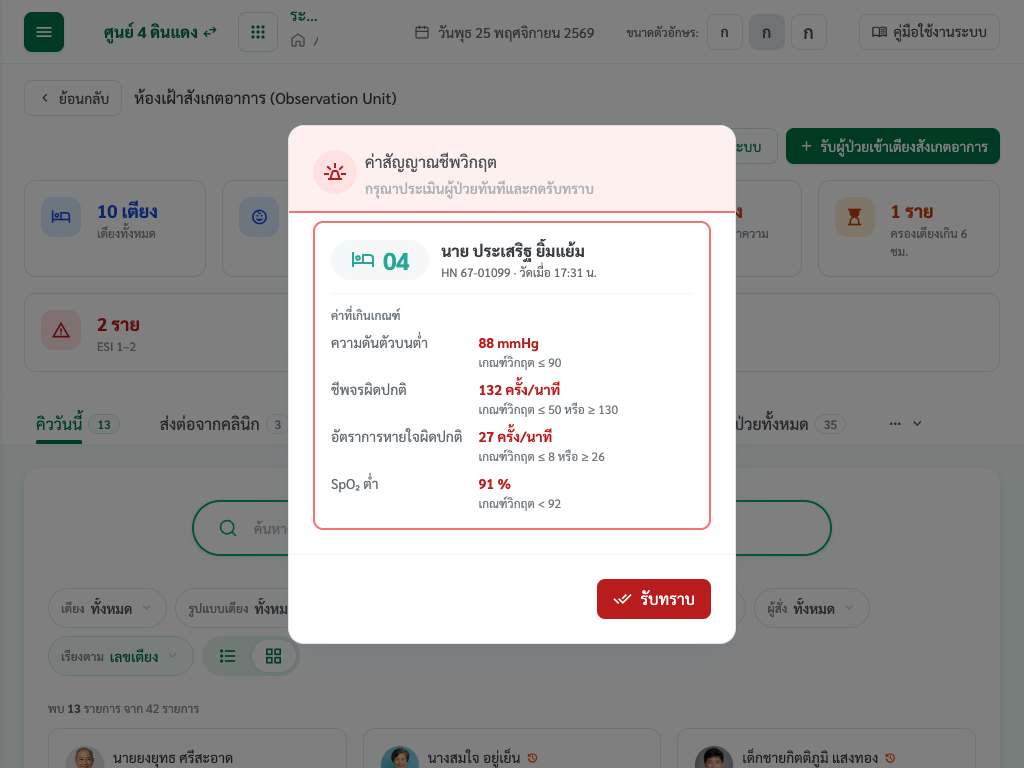 ศูนย์ 4 ดินแดง
ระ...
/
วันพุธ 25 พฤศจิกายน 2569
ขนาดตัวอักษร:
ก
ก
ก
คู่มือใช้งานระบบ
ย้อนกลับ
ห้องเฝ้าสังเกตอาการ (Observation Unit)
+ รับผู้ป่วยเข้าเตียงสังเกตอาการ
10 เตียง
เตียงทั้งหมด
1 ราย
ครองเตียงเกิน 6
ชม.
2 ราย
ESI 1–2
ค่าสัญญาณชีพวิกฤต
กรุณาประเมินผู้ป่วยทันทีและกดรับทราบ
04
นาย ประเสริฐ ยิ้มแย้ม
HN 67-01099 · วัดเมื่อ 17:31 น.
ค่าที่เกินเกณฑ์
ความดันตัวบนต่ำ
88 mmHg
เกณฑ์วิกฤต ≤ 90
ชีพจรผิดปกติ
132 ครั้ง/นาที
เกณฑ์วิกฤต ≤ 50 หรือ ≥ 130
อัตราการหายใจผิดปกติ
27 ครั้ง/นาที
เกณฑ์วิกฤต ≤ 8 หรือ ≥ 26
SpO₂ ต่ำ
91 %
เกณฑ์วิกฤต < 92
รับทราบ
คิววันนี้ 13
ส่งต่อจากคลินิก 3
ป่วยทั้งหมด 35
...
ค้นหา
เตียง ทั้งหมด
รูปแบบเตียง ทั้งหม
ผู้สั่ง ทั้งหมด
เรียงตาม เลขเตียง
พบ 13 รายการ จาก 42 รายการ
นายยงยุทธ ศรีสะอาด
นางสมใจ อยู่เย็น
เด็กชายกิตติภูมิ แสงทอง